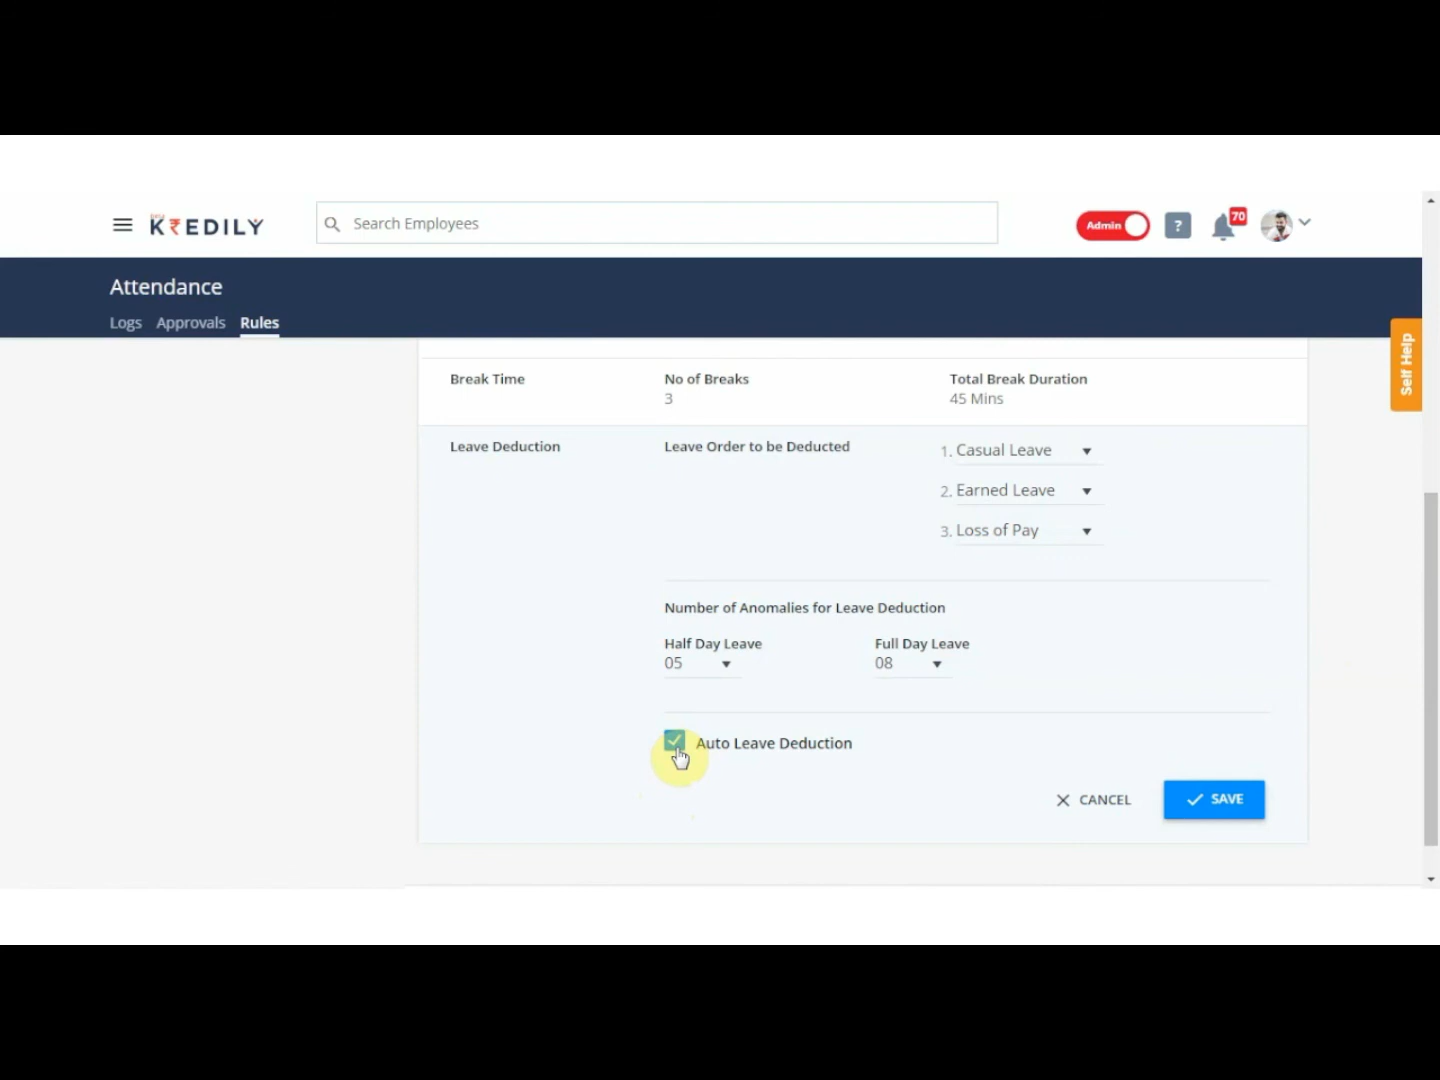 K₹EDILY
Search Employees
Admin
?
70
Attendance
Logs Approvals Rules
Self Help
Break Time No of Breaks Total Break Duration
3 45 Mins
Leave Deduction Leave Order to be Deducted 1. Casual Leave
2. Earned Leave
3. Loss of Pay
Number of Anomalies for Leave Deduction
Half Day Leave Full Day Leave
05 08
Auto Leave Deduction
CANCEL SAVE